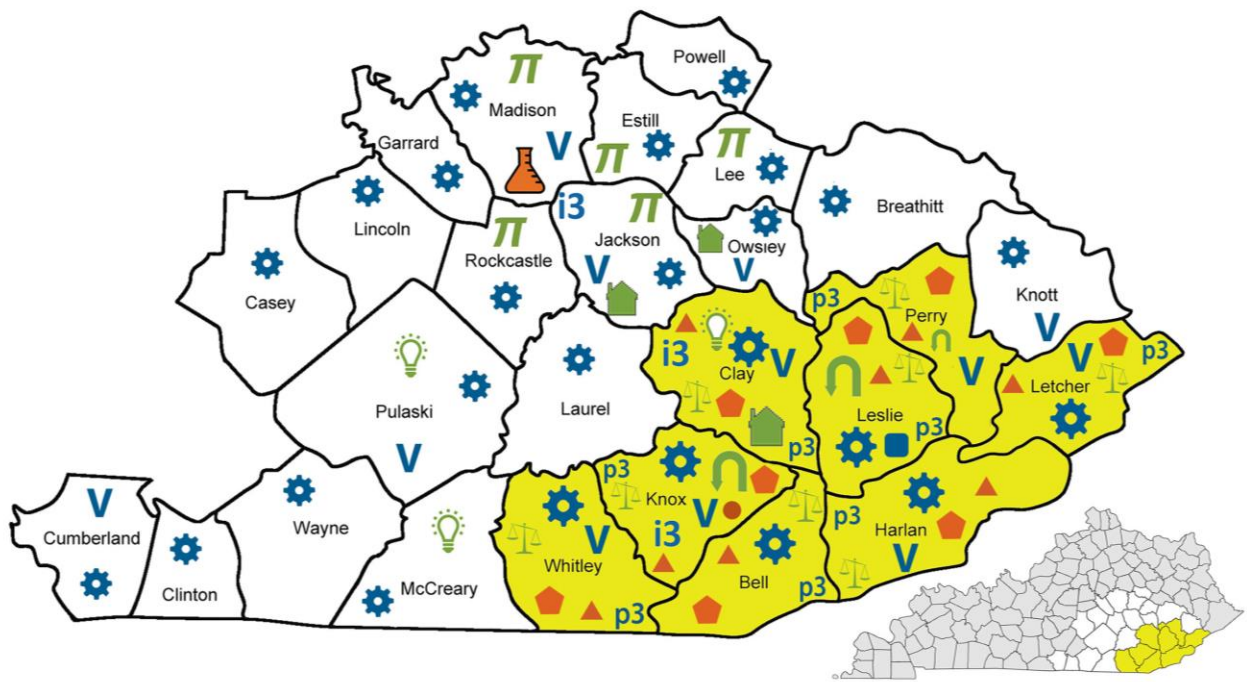 Powell
π
Madison
V
Estill
π
Garrard
π
Lee
Breathitt
Lincoln
i3
π
Jackson
V
Owsley
V
π
Rockcastle
Casey
Knott
V
p3
Perry
V
i3
Clay
V
p3
Leslie
p3
V
p3
Letcher
Pulaski
V
Laurel
p3
Knox
V
i3
p3
Harlan
V
V
Cumberland
Clinton
Wayne
McCreary
V
Whitley
p3
Bell
p3